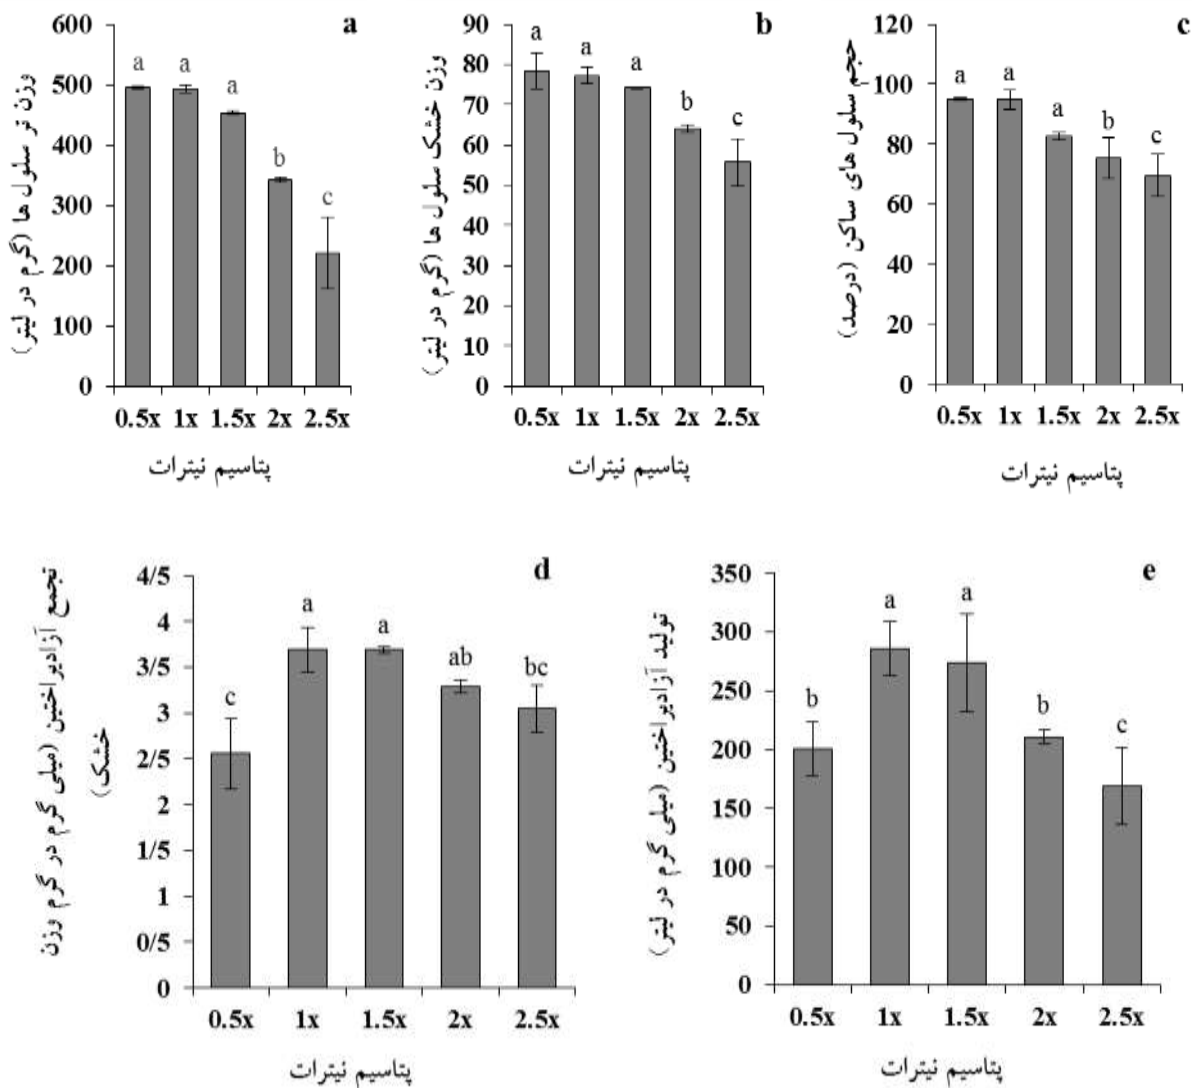 a
وزن تر سلول ها (گرم در لیتر)
600
500
400
300
200
100
0
a a a b c
0.5x 1x 1.5x 2x 2.5x
پتاسیم نیترات
b
وزن خشک سلول ها (گرم در لیتر)
90
80
70
60
50
40
30
20
10
0
a a a b c
0.5x 1x 1.5x 2x 2.5x
پتاسیم نیترات
c
حجم سلول های ساکن (درصد)
120
100
80
60
40
20
0
a a a b c
0.5x 1x 1.5x 2x 2.5x
پتاسیم نیترات
d
تجمع آزادیراختین (میلی گرم در گرم وزن
خشک)
4/5
4
3/5
3
2/5
2
1/5
1
0/5
0
c a a ab bc
0.5x 1x 1.5x 2x 2.5x
پتاسیم نیترات
e
تولید آزادیراختین (میلی گرم در لیتر)
350
300
250
200
150
100
50
0
b a a b c
0.5x 1x 1.5x 2x 2.5x
پتاسیم نیترات